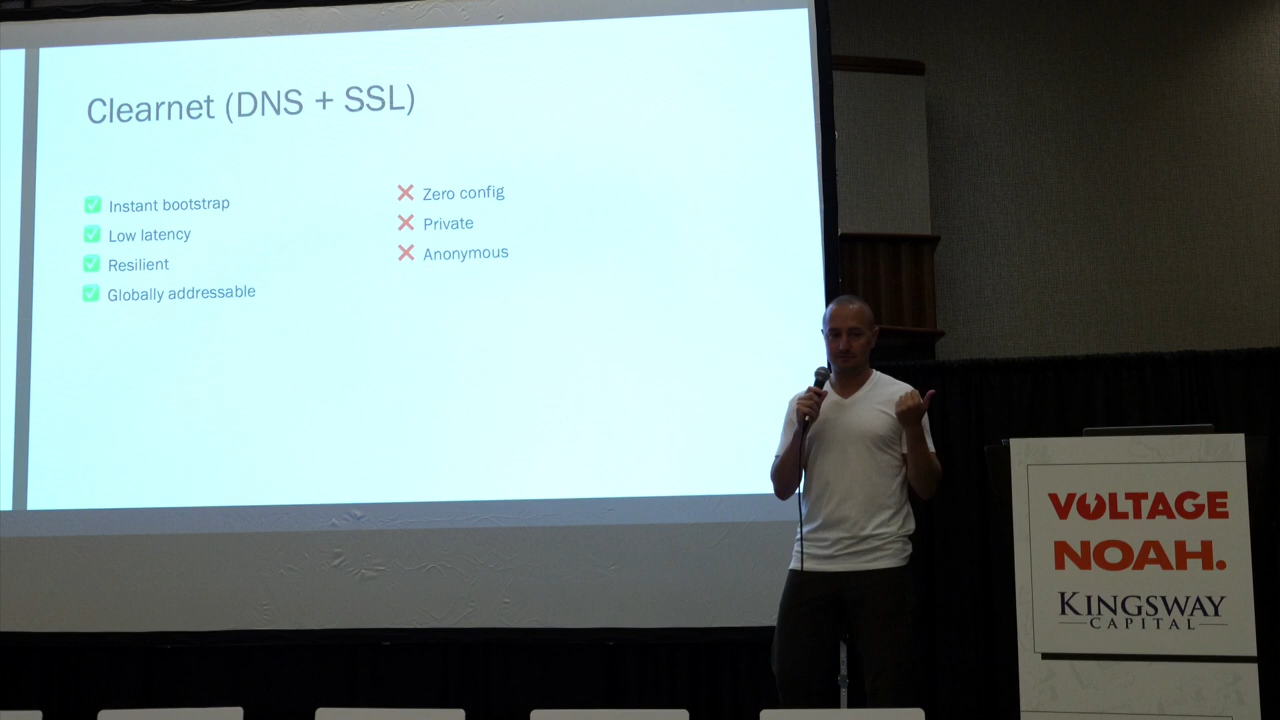 Clearnet (DNS + SSL)
✅ Instant bootstrap
✅ Low latency
✅ Resilient
✅ Globally addressable
❌ Zero config
❌ Private
❌ Anonymous
VOLTAGE
NOAH.
KINGSWAY
CAPITAL